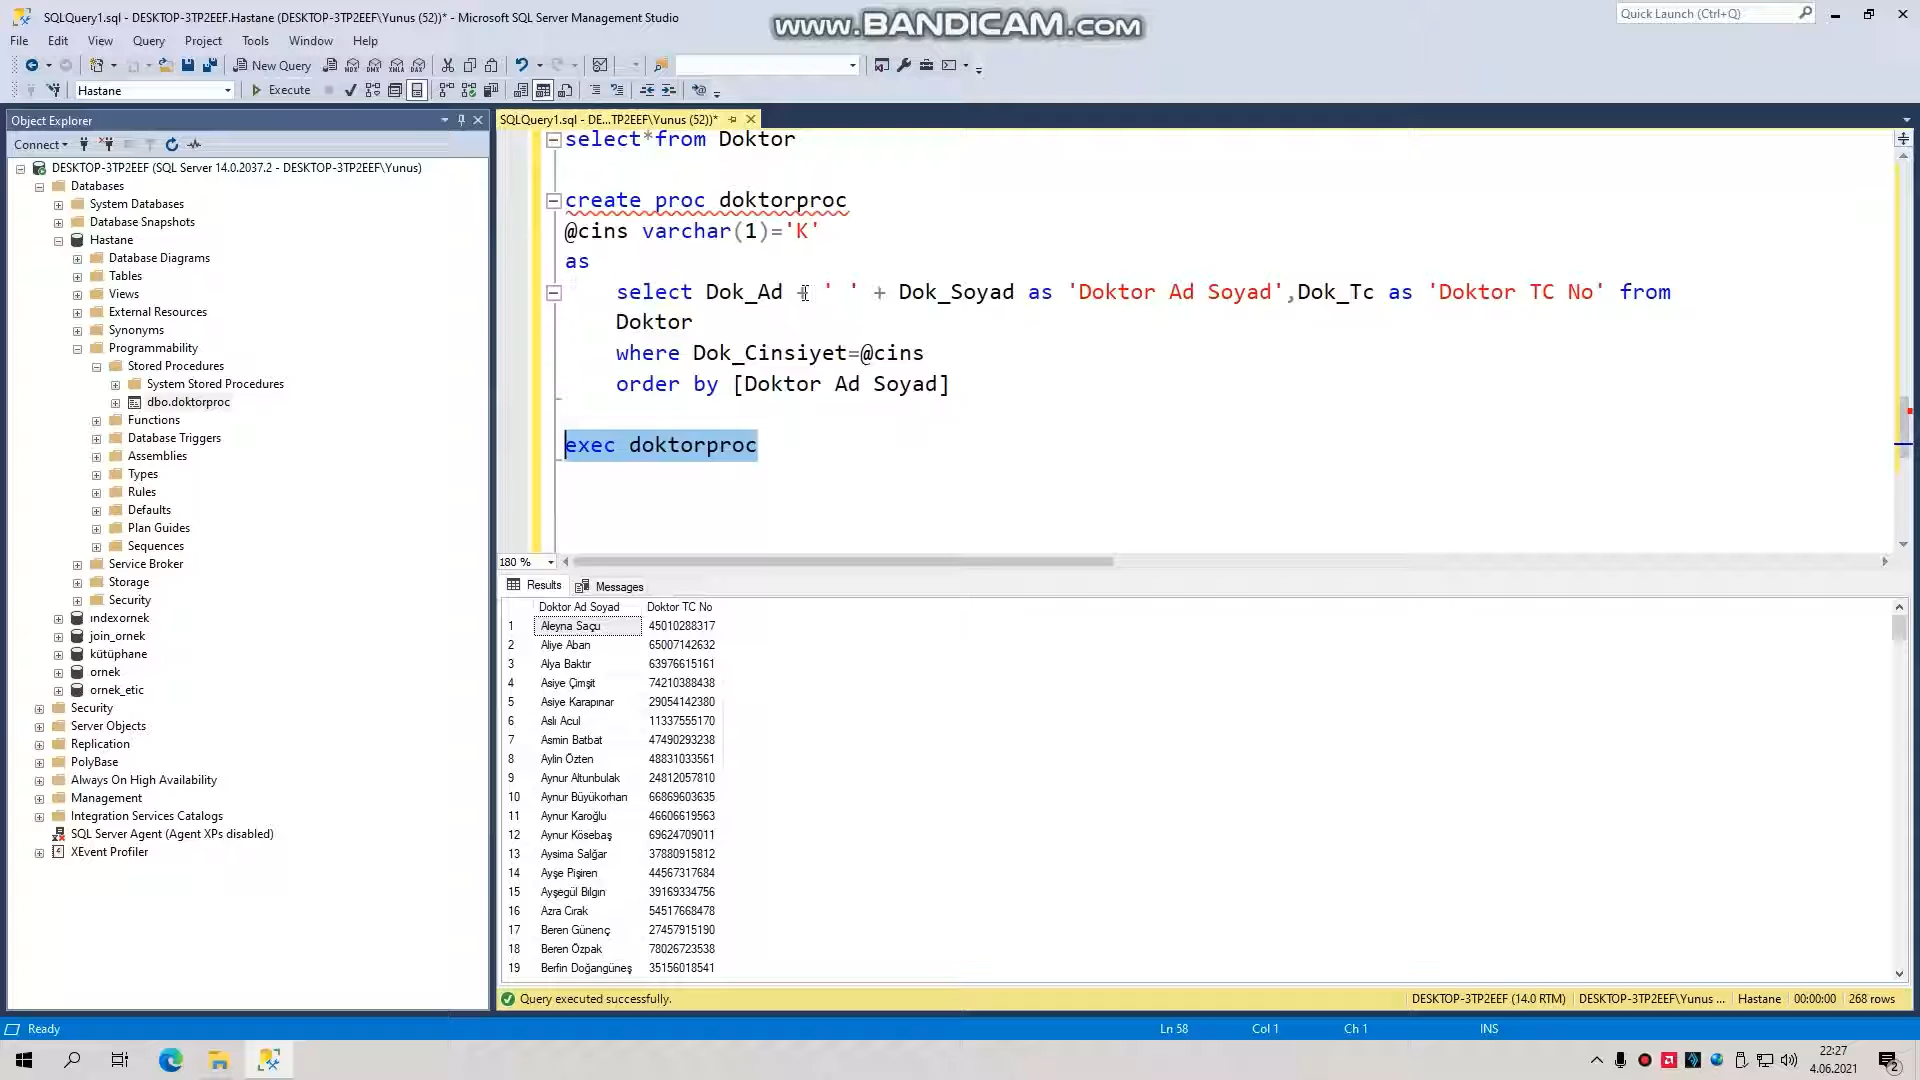 SQLQuery1.sql - DESKTOP-3TP2EEF.Hastane (DESKTOP-3TP2EEF\Yunus (52))* - Microsoft SQL Server Management Studio
www.BANDICAM.com
Quick Launch (Ctrl+Q)
File Edit View Query Project Tools Window Help
New Query
MDX DMX XMLA DAX
Hastane
Execute
Object Explorer
Connect
DESKTOP-3TP2EEF (SQL Server 14.0.2037.2 - DESKTOP-3TP2EEF\Yunus)
Databases
System Databases
Database Snapshots
Hastane
Database Diagrams
Tables
Views
External Resources
Synonyms
Programmability
Stored Procedures
System Stored Procedures
dbo.doktorproc
Functions
Database Triggers
Assemblies
Types
Rules
Defaults
Plan Guides
Sequences
Service Broker
Storage
Security
indexornek
join_ornek
kütüphane
ornek
ornek_etic
Security
Server Objects
Replication
PolyBase
Always On High Availability
Management
Integration Services Catalogs
SQL Server Agent (Agent XPs disabled)
XEvent Profiler
SQLQuery1.sql - DE...TP2EEF\Yunus (52))*
select*from Doktor
create proc doktorproc
@cins varchar(1)='K'
as
select Dok_Ad + ' ' + Dok_Soyad as 'Doktor Ad Soyad',Dok_Tc as 'Doktor TC No' from
Doktor
where Dok_Cinsiyet=@cins
order by [Doktor Ad Soyad]
exec doktorproc
180 %
Results Messages
Doktor Ad Soyad Doktor TC No
1 Aleyna Saçu 45010288317
2 Aliye Aban 65007142632
3 Alya Baktır 63976615161
4 Asiye Çimşit 74210388438
5 Asiye Karapınar 29054142380
6 Aslı Acul 11337555170
7 Asmin Batbat 47490293238
8 Aylin Özten 48831033561
9 Aynur Altunbulak 24812057810
10 Aynur Büyükorhan 66869603635
11 Aynur Karoğlu 46606619563
12 Aynur Kösebaş 69624709011
13 Aysima Salğar 37880915812
14 Ayşe Pişiren 44567317684
15 Ayşegül Bilgin 39169334756
16 Azra Cırak 54517668478
17 Beren Günenç 27457915190
18 Beren Özpak 78026723538
19 Berfin Doğangüneş 35156018541
Query executed successfully.
DESKTOP-3TP2EEF (14.0 RTM) DESKTOP-3TP2EEF\Yunus ... Hastane 00:00:00 268 rows
Ready
Ln 58 Col 1 Ch 1 INS
22:27
4.06.2021
2